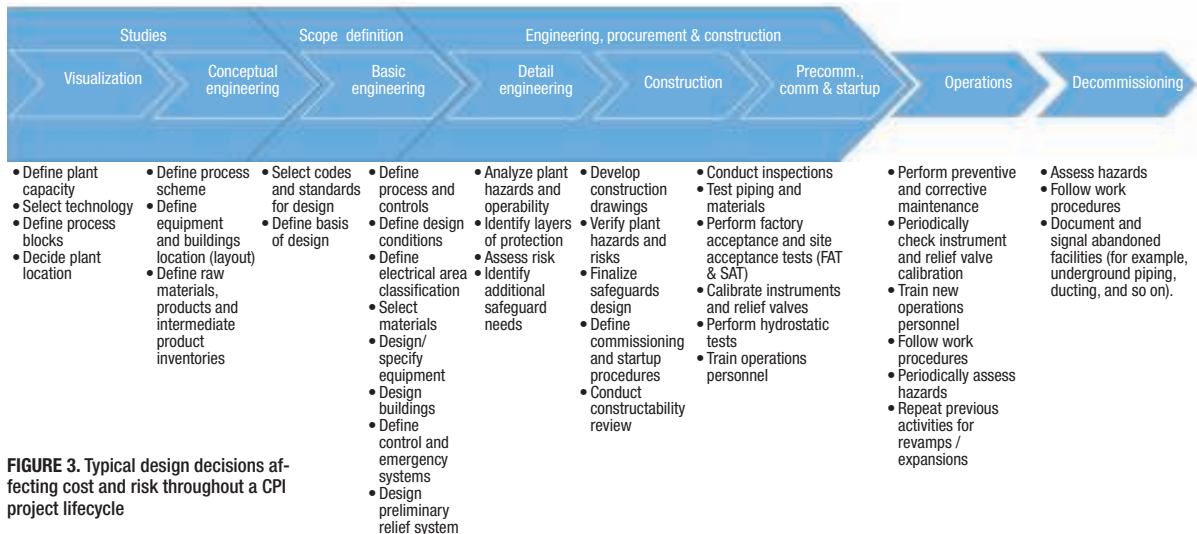 Studies
Scope definition
Engineering, procurement & construction
Visualization
Conceptual
engineering
Basic
engineering
Detail
engineering
Construction
Precomm.,
comm & startup
Operations
Decommissioning
• Define plant
capacity
• Select technology
• Define process
blocks
• Decide plant
location
• Define process
scheme
• Define
equipment
and buildings
location (layout)
• Define raw
materials,
products and
intermediate
product
inventories
• Select codes
and standards
for design
• Define basis
of design
• Define
process and
controls
• Define design
conditions
• Define
electrical area
classification
• Select
materials
• Design/
specify
equipment
• Design
buildings
• Define
control and
emergency
systems
• Design
preliminary
relief system
• Analyze plant
hazards and
operability
• Identify layers
of protection
• Assess risk
• Identify
additional
safeguard
needs
• Develop
construction
drawings
• Verify plant
hazards and
risks
• Finalize
safeguards
design
• Define
commissioning
and startup
procedures
• Conduct
constructability
review
• Conduct inspections
• Test piping and
materials
• Perform factory
acceptance and site
acceptance tests (FAT
& SAT)
• Calibrate instruments
and relief valves
• Perform hydrostatic
tests
• Train operations
personnel
• Perform preventive
and corrective
maintenance
• Periodically
check instrument
and relief valve
calibration
• Train new
operations
personnel
• Follow work
procedures
• Periodically assess
hazards
• Repeat previous
activities for
revamps /
expansions
• Assess hazards
• Follow work
procedures
• Document and
signal abandoned
facilities (for example,
underground piping,
ducting, and so on).
FIGURE 3. Typical design decisions af-
fecting cost and risk throughout a CPI
project lifecycle